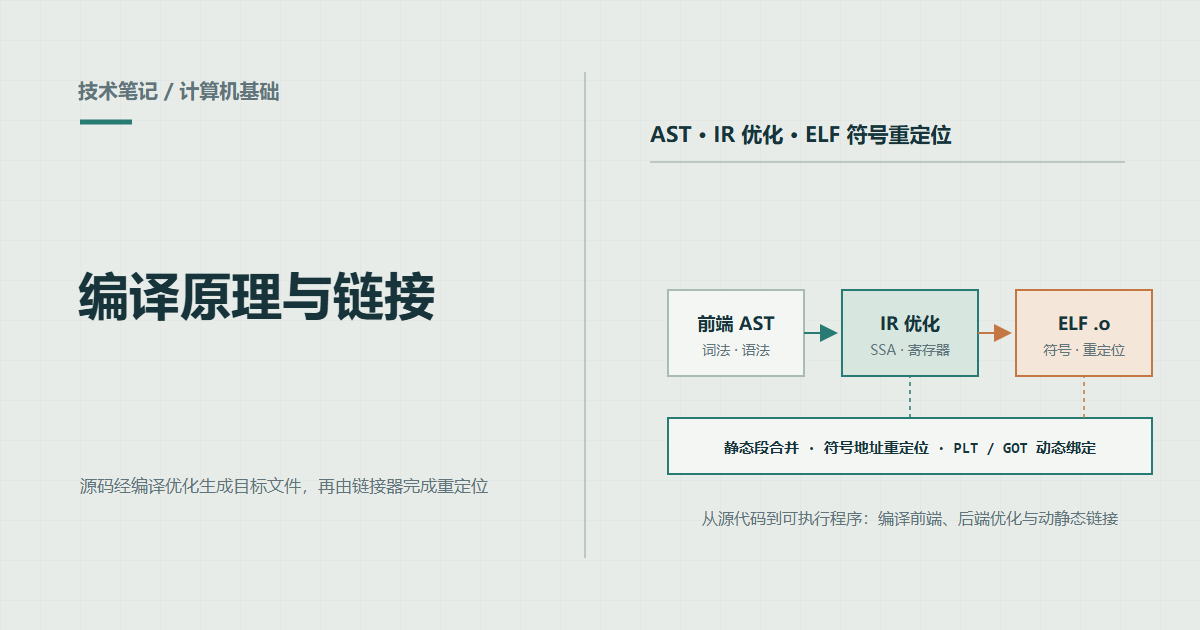 技术笔记 / 计算机基础
编译原理与链接
源码经编译优化生成目标文件，再由链接器完成重定位
AST · IR 优化 · ELF 符号重定位
前端 AST
词法 · 语法
IR 优化
SSA · 寄存器
ELF .o
符号 · 重定位
静态段合并 · 符号地址重定位 · PLT / GOT 动态绑定
从源代码到可执行程序：编译前端、后端优化与动静态链接